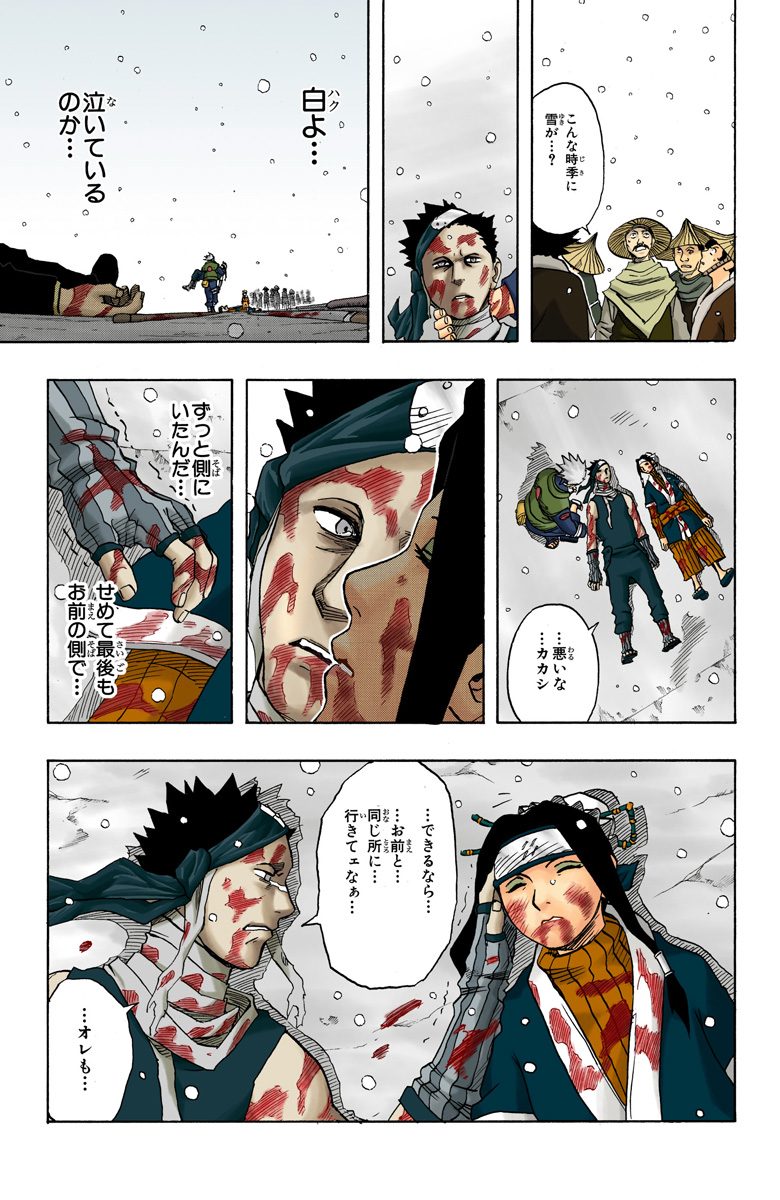 こんな時季に
雪が…?
白よ…
泣いている
のか…
…悪いな
…カカシ
ずっと側に
いたんだ…
せめて最後も
お前の側で…
…できるなら…
…お前と…
同じ所に…
行きてェなぁ…
…オレも…